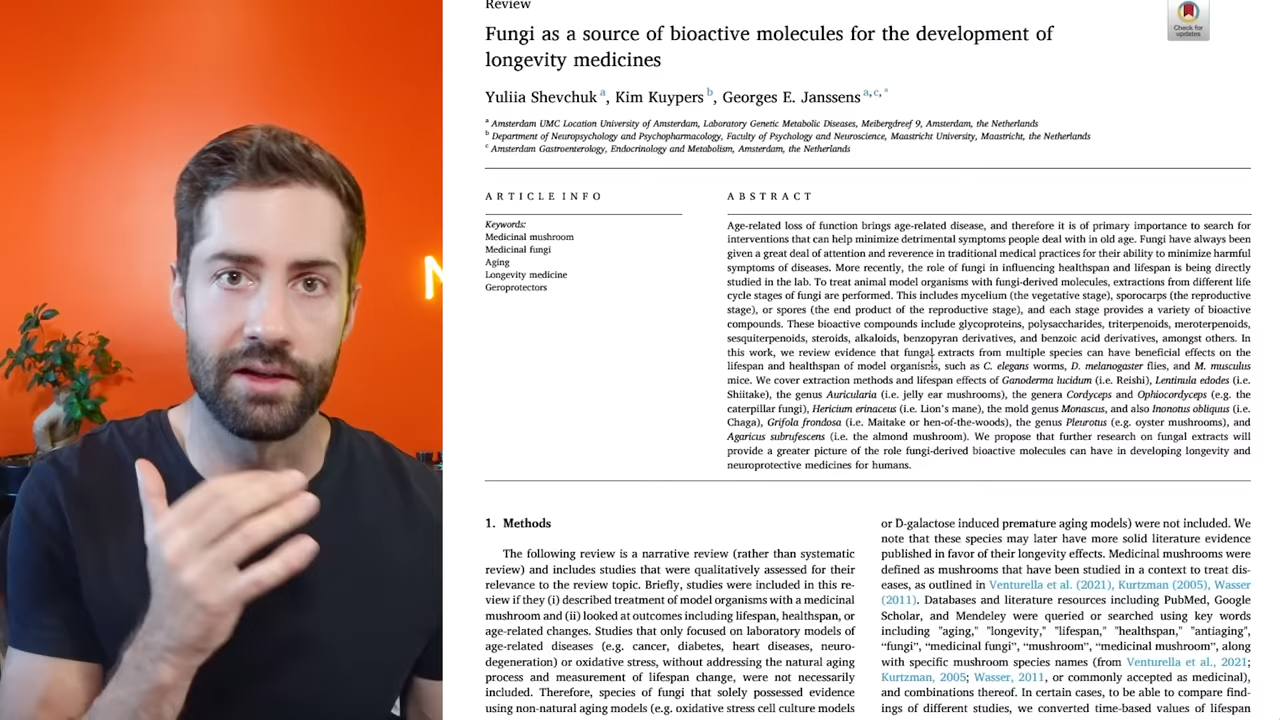 Review
Check for
updates
Fungi as a source of bioactive molecules for the development of
longevity medicines
Yuliia Shevchuk a, Kim Kuypers b, Georges E. Janssens a,c,*
a Amsterdam UMC Location University of Amsterdam, Laboratory Genetic Metabolic Diseases, Meibergdreef 9, Amsterdam, the Netherlands
b Department of Neuropsychology and Psychopharmacology, Faculty of Psychology and Neuroscience, Maastricht University, Maastricht, the Netherlands
c Amsterdam Gastroenterology, Endocrinology and Metabolism, Amsterdam, the Netherlands
ARTICLE INFO
Keywords:
Medicinal mushroom
Medicinal fungi
Aging
Longevity medicine
Geroprotectors
ABSTRACT
Age-related loss of function brings age-related disease, and therefore it is of primary importance to search for
interventions that can help minimize detrimental symptoms people deal with in old age. Fungi have always been
given a great deal of attention and reverence in traditional medical practices for their ability to minimize harmful
symptoms of diseases. More recently, the role of fungi in influencing healthspan and lifespan is being directly
studied in the lab. To treat animal model organisms with fungi-derived molecules, extractions from different life
cycle stages of fungi are performed. This includes mycelium (the vegetative stage), sporocarps (the reproductive
stage), or spores (the end product of the reproductive stage), and each stage provides a variety of bioactive
compounds. These bioactive compounds include glycoproteins, polysaccharides, triterpenoids, meroterpenoids,
sesquiterpenoids, steroids, alkaloids, benzopyran derivatives, and benzoic acid derivatives, amongst others. In
this work, we review evidence that fungal extracts from multiple species can have beneficial effects on the
lifespan and healthspan of model organisms, such as C. elegans worms, D. melanogaster flies, and M. musculus
mice. We cover extraction methods and lifespan effects of Ganoderma lucidum (i.e. Reishi), Lentinula edodes (i.e.
Shiitake), the genus Auricularia (i.e. jelly ear mushrooms), the genera Cordyceps and Ophiocordyceps (e.g. the
caterpillar fungi), Hericium erinaceus (i.e. Lion's mane), the mold genus Monascus, and also Inonotus obliquus (i.e.
Chaga), Grifola frondosa (i.e. Maitake or hen-of-the-woods), the genus Pleurotus (e.g. oyster mushrooms), and
Agaricus subrufescens (i.e. the almond mushroom). We propose that further research on fungal extracts will
provide a greater picture of the role fungi-derived bioactive molecules can have in developing longevity and
neuroprotective medicines for humans.
1. Methods
The following review is a narrative review (rather than systematic
review) and includes studies that were qualitatively assessed for their
relevance to the review topic. Briefly, studies were included in this re-
view if they (i) described treatment of model organisms with a medicinal
mushroom and (ii) looked at outcomes including lifespan, healthspan, or
age-related changes. Studies that only focused on laboratory models of
age-related diseases (e.g. cancer, diabetes, heart diseases, neuro-
degeneration) or oxidative stress, without addressing the natural aging
process and measurement of lifespan change, were not necessarily
included. Therefore, species of fungi that solely possessed evidence
using non-natural aging models (e.g. oxidative stress cell culture models
or D-galactose induced premature aging models) were not included. We
note that these species may later have more solid literature evidence
published in favor of their longevity effects. Medicinal mushrooms were
defined as mushrooms that have been studied in a context to treat dis-
eases, as outlined in Venturella et al. (2021), Kurtzman (2005), Wasser
(2011). Databases and literature resources including PubMed, Google
Scholar, and Mendeley were queried or searched using key words
including "aging," "longevity," "lifespan," "healthspan," "antiaging",
"fungi", "medicinal fungi", "mushroom", "medicinal mushroom", along
with specific mushroom species names (from Venturella et al., 2021;
Kurtzman, 2005; Wasser, 2011, or commonly accepted as medicinal),
and combinations thereof. In certain cases, to be able to compare find-
ings of different studies, we converted time-based values of lifespan